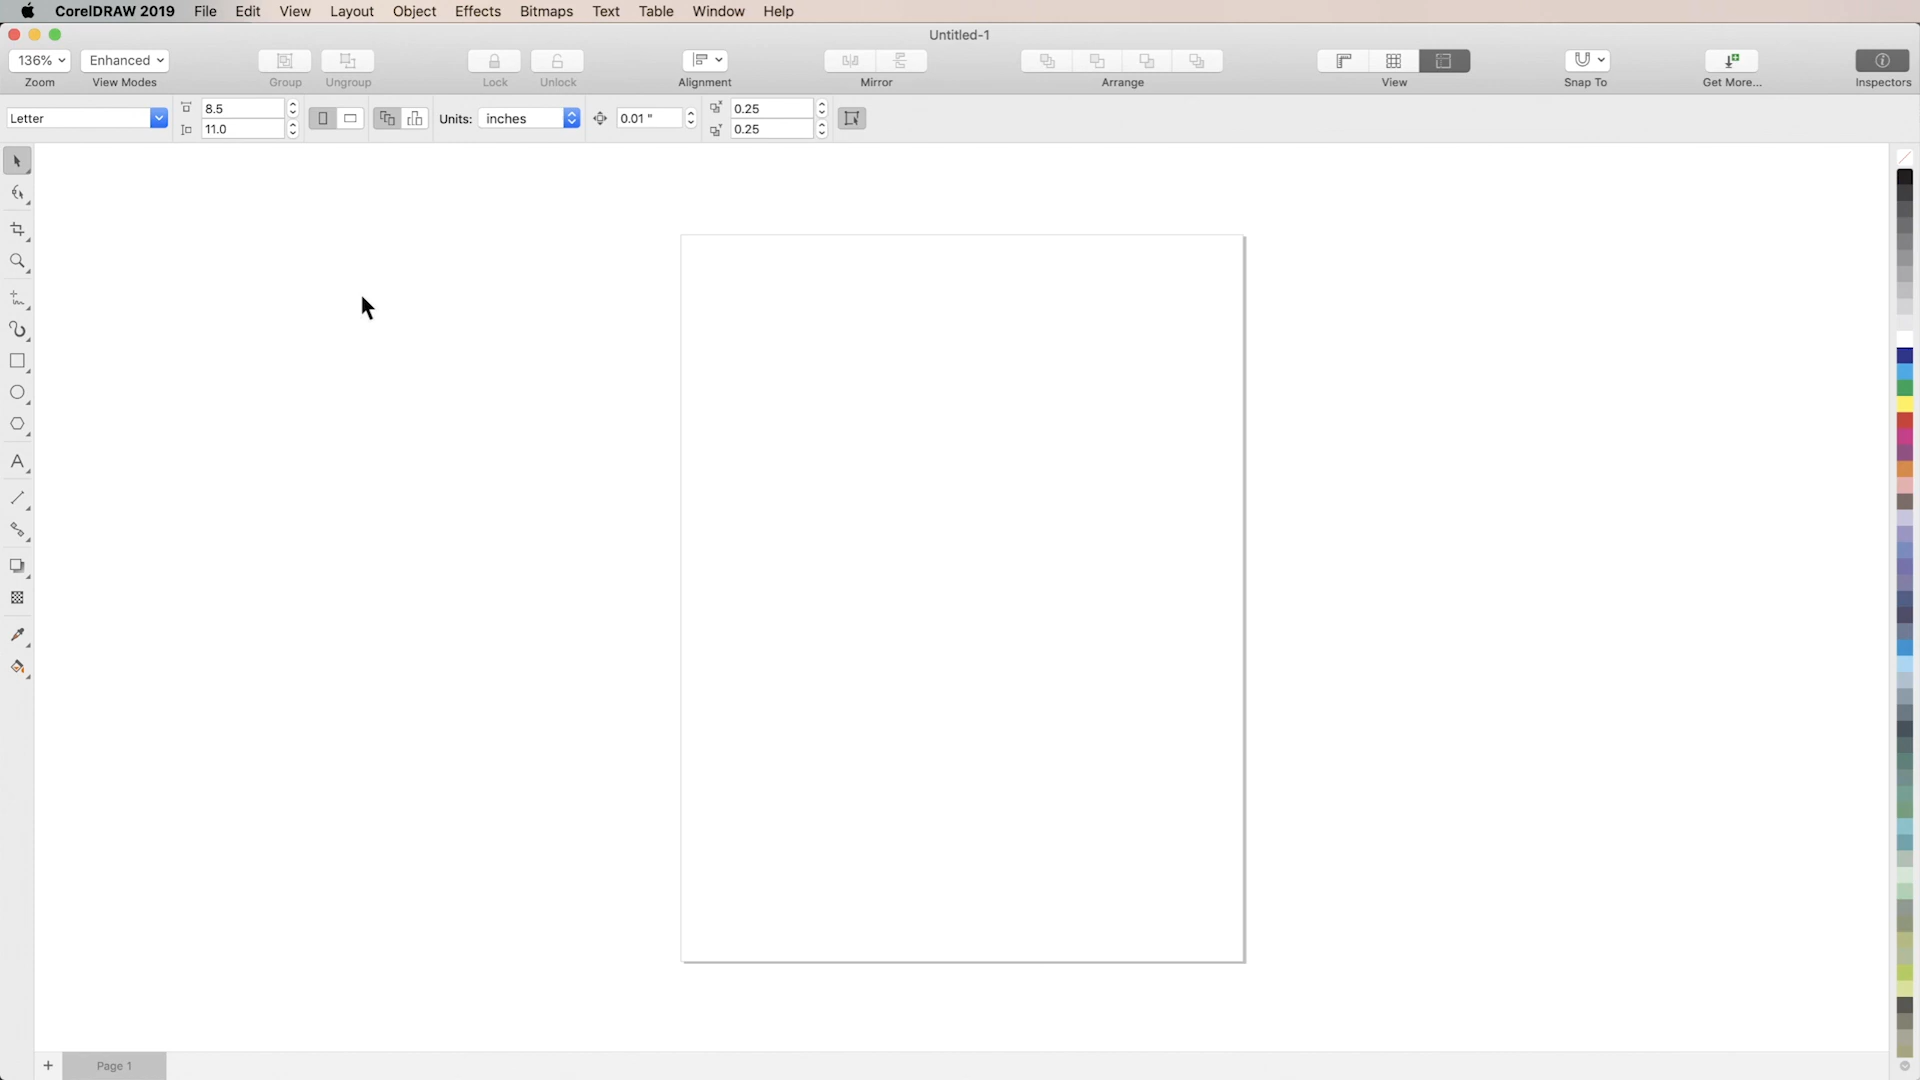 CorelDRAW 2019 File Edit View Layout Object Effects Bitmaps Text Table Window Help
Untitled-1
136% Enhanced
Zoom View Modes Group Ungroup Lock Unlock Alignment Mirror Arrange View Snap To Get More... Inspectors
Letter 8.5 11.0 Units: inches 0.01 " 0.25 0.25
Page 1